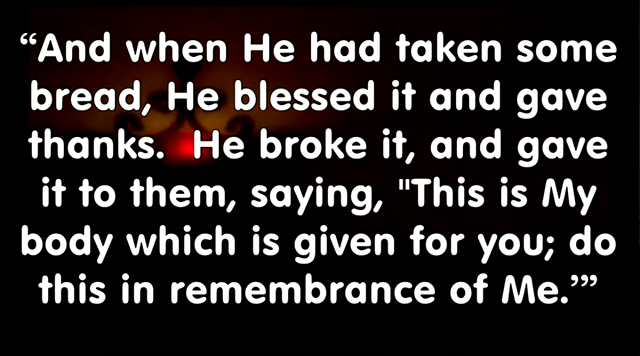 “And when He had taken some
bread, He blessed it and gave
thanks.  He broke it, and gave
it to them, saying, "This is My
body which is given for you; do
this in remembrance of Me.’”